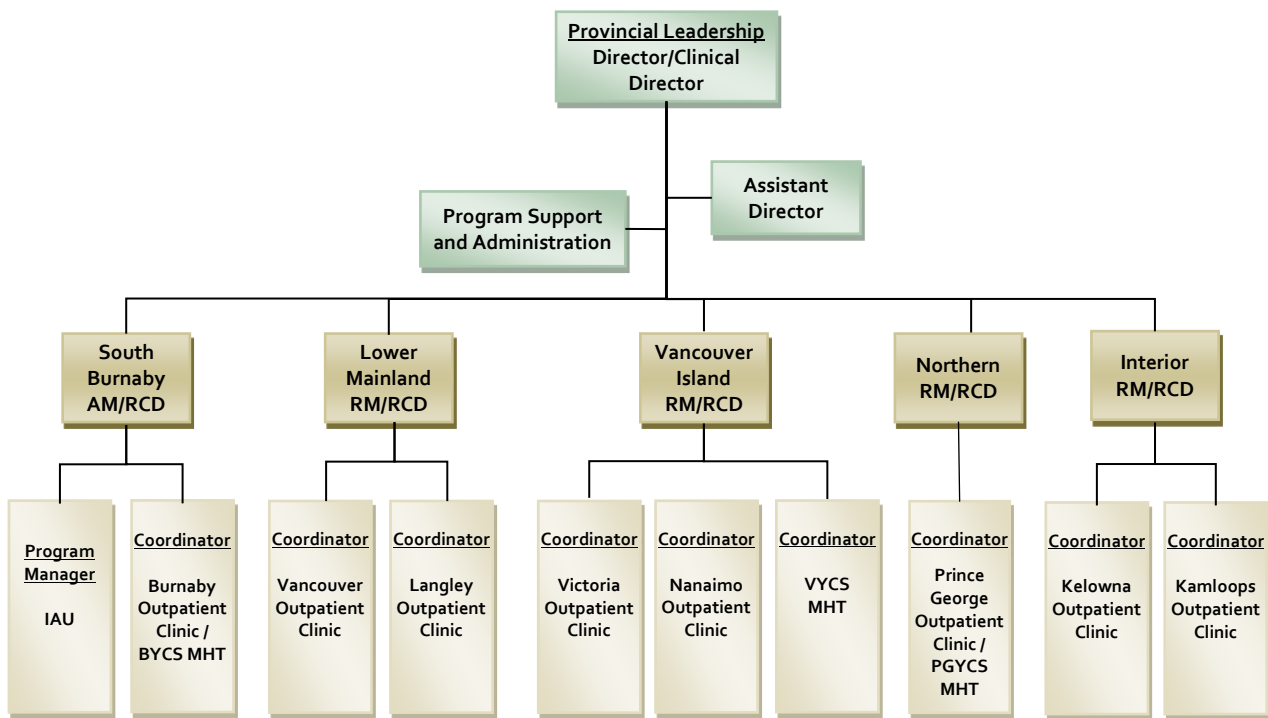 Provincial Leadership
Director/Clinical
Director
Assistant
Director
Program Support
and Administration
South
Burnaby
AM/RCD
Lower
Mainland
RM/RCD
Vancouver
Island
RM/RCD
Northern
RM/RCD
Interior
RM/RCD
Program
Manager
IAU
Coordinator
Burnaby
Outpatient
Clinic /
BYCS MHT
Coordinator
Vancouver
Outpatient
Clinic
Coordinator
Langley
Outpatient
Clinic
Coordinator
Victoria
Outpatient
Clinic
Coordinator
Nanaimo
Outpatient
Clinic
Coordinator
VYCS
MHT
Coordinator
Prince
George
Outpatient
Clinic /
PGYCS
MHT
Coordinator
Kelowna
Outpatient
Clinic
Coordinator
Kamloops
Outpatient
Clinic